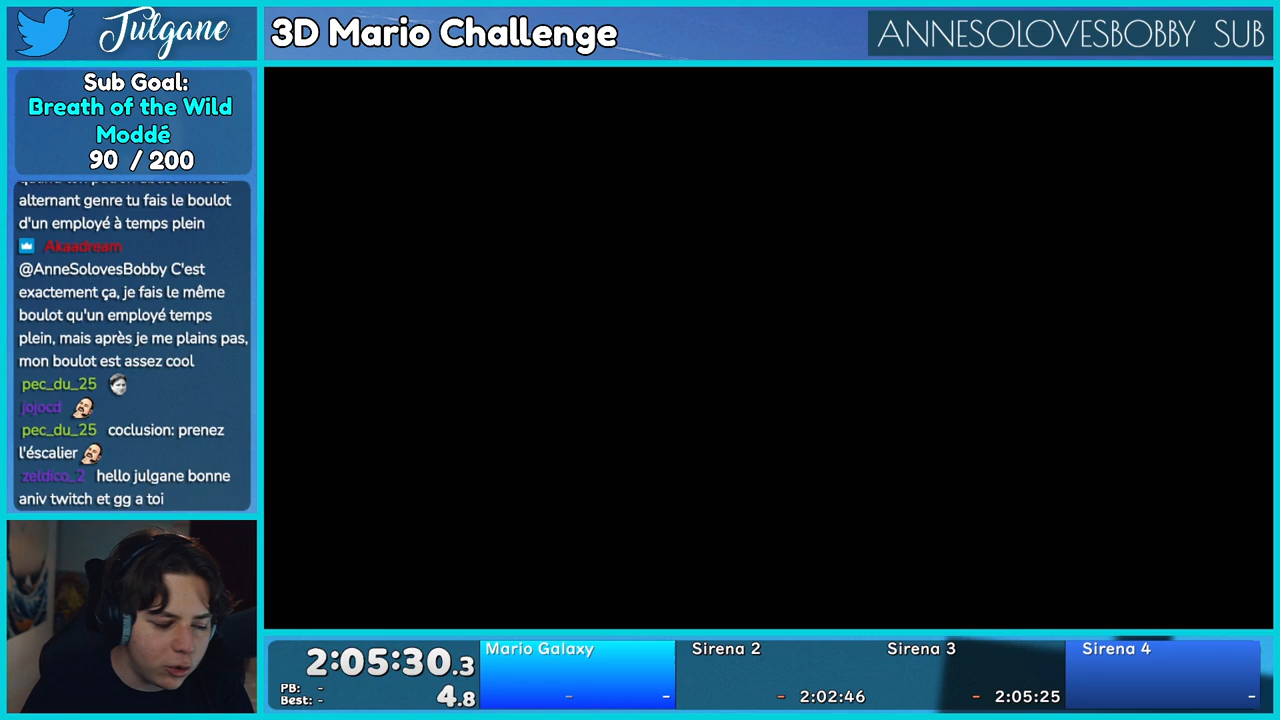 Julgane
3D Mario Challenge
ANNESOLOVESBOBBY SUB
Sub Goal:
Breath of the Wild
Moddé
90 / 200
alternant genre tu fais le boulot
d'un employé à temps plein
Akaadream
@AnneSolovesBobby C'est
exactement ça, je fais le même
boulot qu'un employé temps
plein, mais après je me plains pas,
mon boulot est assez cool
pec_du_25
jojocd
pec_du_25 coclusion: prenez
l'éscalier
zeldico_2 hello julgane bonne
aniv twitch et gg a toi
2:05:30.3
PB: -
Best: -
4.8
Mario Galaxy
- -
Sirena 2
- 2:02:46
Sirena 3
- 2:05:25
Sirena 4
-